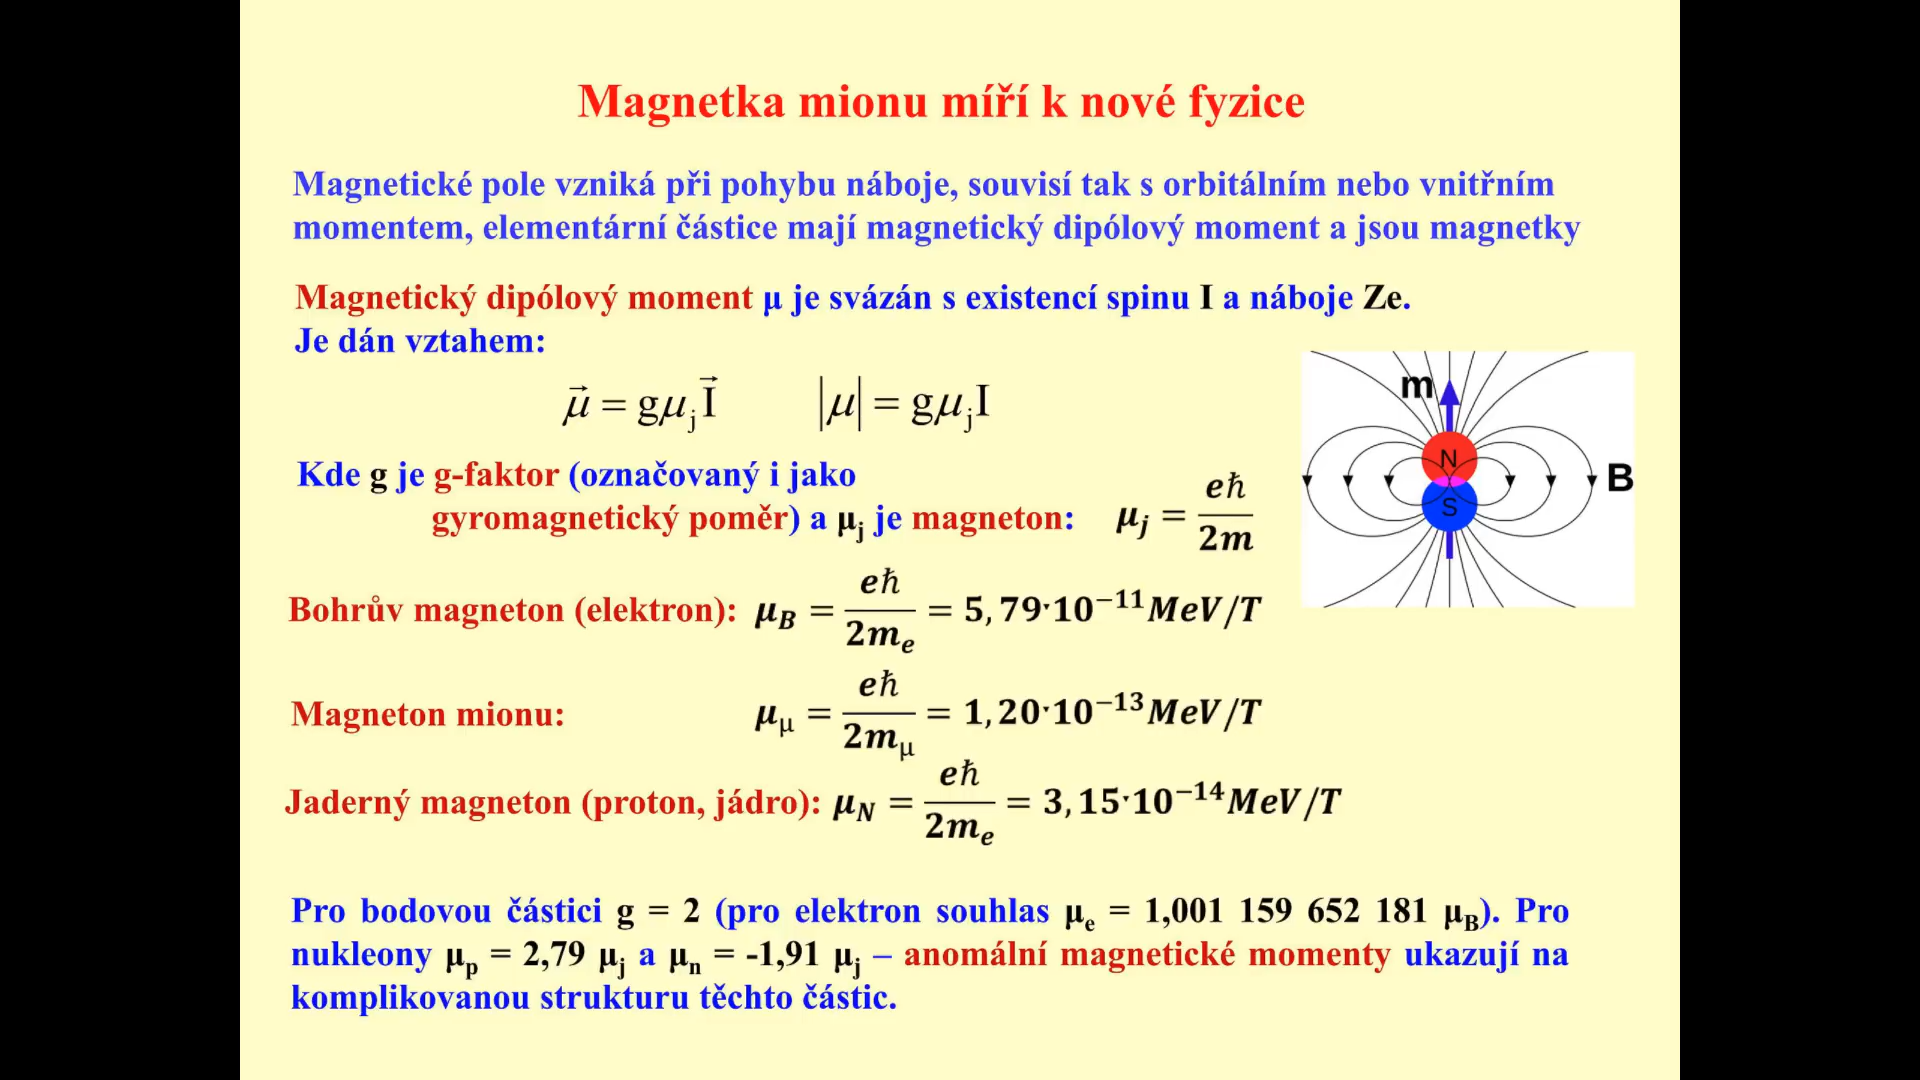 Magnetka mionu míří k nové fyzice
Magnetické pole vzniká při pohybu náboje, souvisí tak s orbitálním nebo vnitřním
momentem, elementární částice mají magnetický dipólový moment a jsou magnetky
Magnetický dipólový moment μ je svázán s existencí spinu I a náboje Ze.
Je dán vztahem:
μ⃗ = gμⱼI⃗ |μ| = gμⱼI
m
N
S
B
Kde g je g-faktor (označovaný i jako
gyromagnetický poměr) a μⱼ je magneton: μⱼ = eℏ/2m
Bohrův magneton (elektron): μ_B = eℏ/2mₑ = 5,79·10⁻¹¹MeV/T
Magneton mionu: μ_μ = eℏ/2m_μ = 1,20·10⁻¹³MeV/T
Jaderný magneton (proton, jádro): μ_N = eℏ/2mₑ = 3,15·10⁻¹⁴MeV/T
Pro bodovou částici g = 2 (pro elektron souhlas μₑ = 1,001 159 652 181 μ_B). Pro
nukleony μₚ = 2,79 μⱼ a μₙ = -1,91 μⱼ – anomální magnetické momenty ukazují na
komplikovanou strukturu těchto částic.